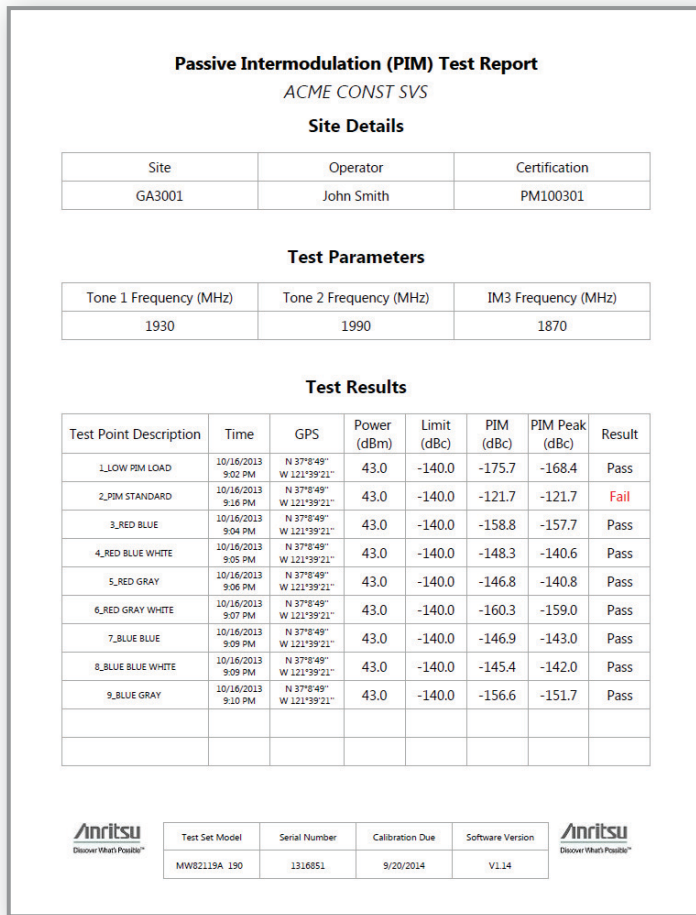 Passive Intermodulation (PIM) Test Report
ACME CONST SVS
Site Details
Site Operator Certification
GA3001 John Smith PM100301
Test Parameters
Tone 1 Frequency (MHz) Tone 2 Frequency (MHz) IM3 Frequency (MHz)
1930 1990 1870
Test Results
Test Point Description Time GPS Power (dBm) Limit (dBc) PIM (dBc) PIM Peak (dBc) Result
1_LOW PIM LOAD 10/16/2013 9:02 PM N 37°8'49'' W 121°39'21'' 43.0 -140.0 -175.7 -168.4 Pass
2_PIM STANDARD 10/16/2013 9:16 PM N 37°8'49'' W 121°39'21'' 43.0 -140.0 -121.7 -121.7 Fail
3_RED BLUE 10/16/2013 9:04 PM N 37°8'49'' W 121°39'21'' 43.0 -140.0 -158.8 -157.7 Pass
4_RED BLUE WHITE 10/16/2013 9:05 PM N 37°8'49'' W 121°39'21'' 43.0 -140.0 -148.3 -140.6 Pass
5_RED GRAY 10/16/2013 9:06 PM N 37°8'49'' W 121°39'21'' 43.0 -140.0 -146.8 -140.8 Pass
6_RED GRAY WHITE 10/16/2013 9:07 PM N 37°8'49'' W 121°39'21'' 43.0 -140.0 -160.3 -159.0 Pass
7_BLUE BLUE 10/16/2013 9:09 PM N 37°8'49'' W 121°39'21'' 43.0 -140.0 -146.9 -143.0 Pass
8_BLUE BLUE WHITE 10/16/2013 9:09 PM N 37°8'49'' W 121°39'21'' 43.0 -140.0 -145.4 -142.0 Pass
9_BLUE GRAY 10/16/2013 9:10 PM N 37°8'49'' W 121°39'21'' 43.0 -140.0 -156.6 -151.7 Pass
Anritsu
Discover What's Possible™
Test Set Model Serial Number Calibration Due Software Version
MW82119A_190 1316851 9/20/2014 V1.14
Anritsu
Discover What's Possible™